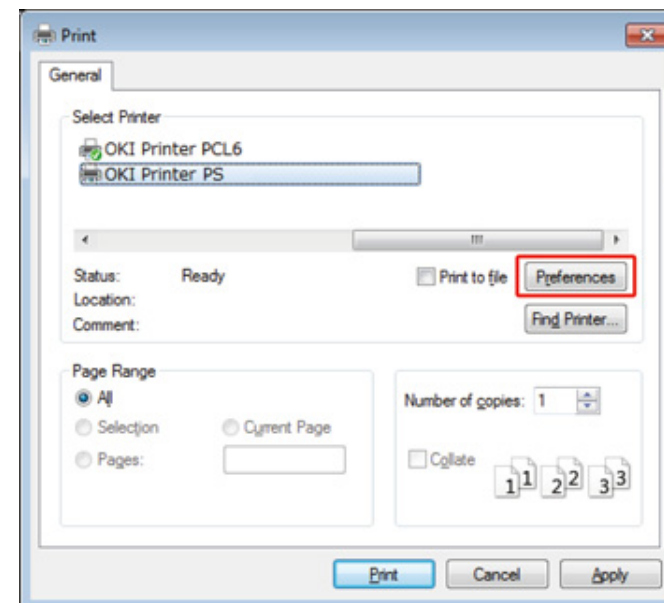 Print
General
Select Printer
OKI Printer PCL6
OKI Printer PS
Status: Ready
Print to file
Preferences
Location:
Comment:
Find Printer...
Page Range
All
Selection
Current Page
Pages:
Number of copies: 1
Collate
1 1 2 2 3 3
Print
Cancel
Apply